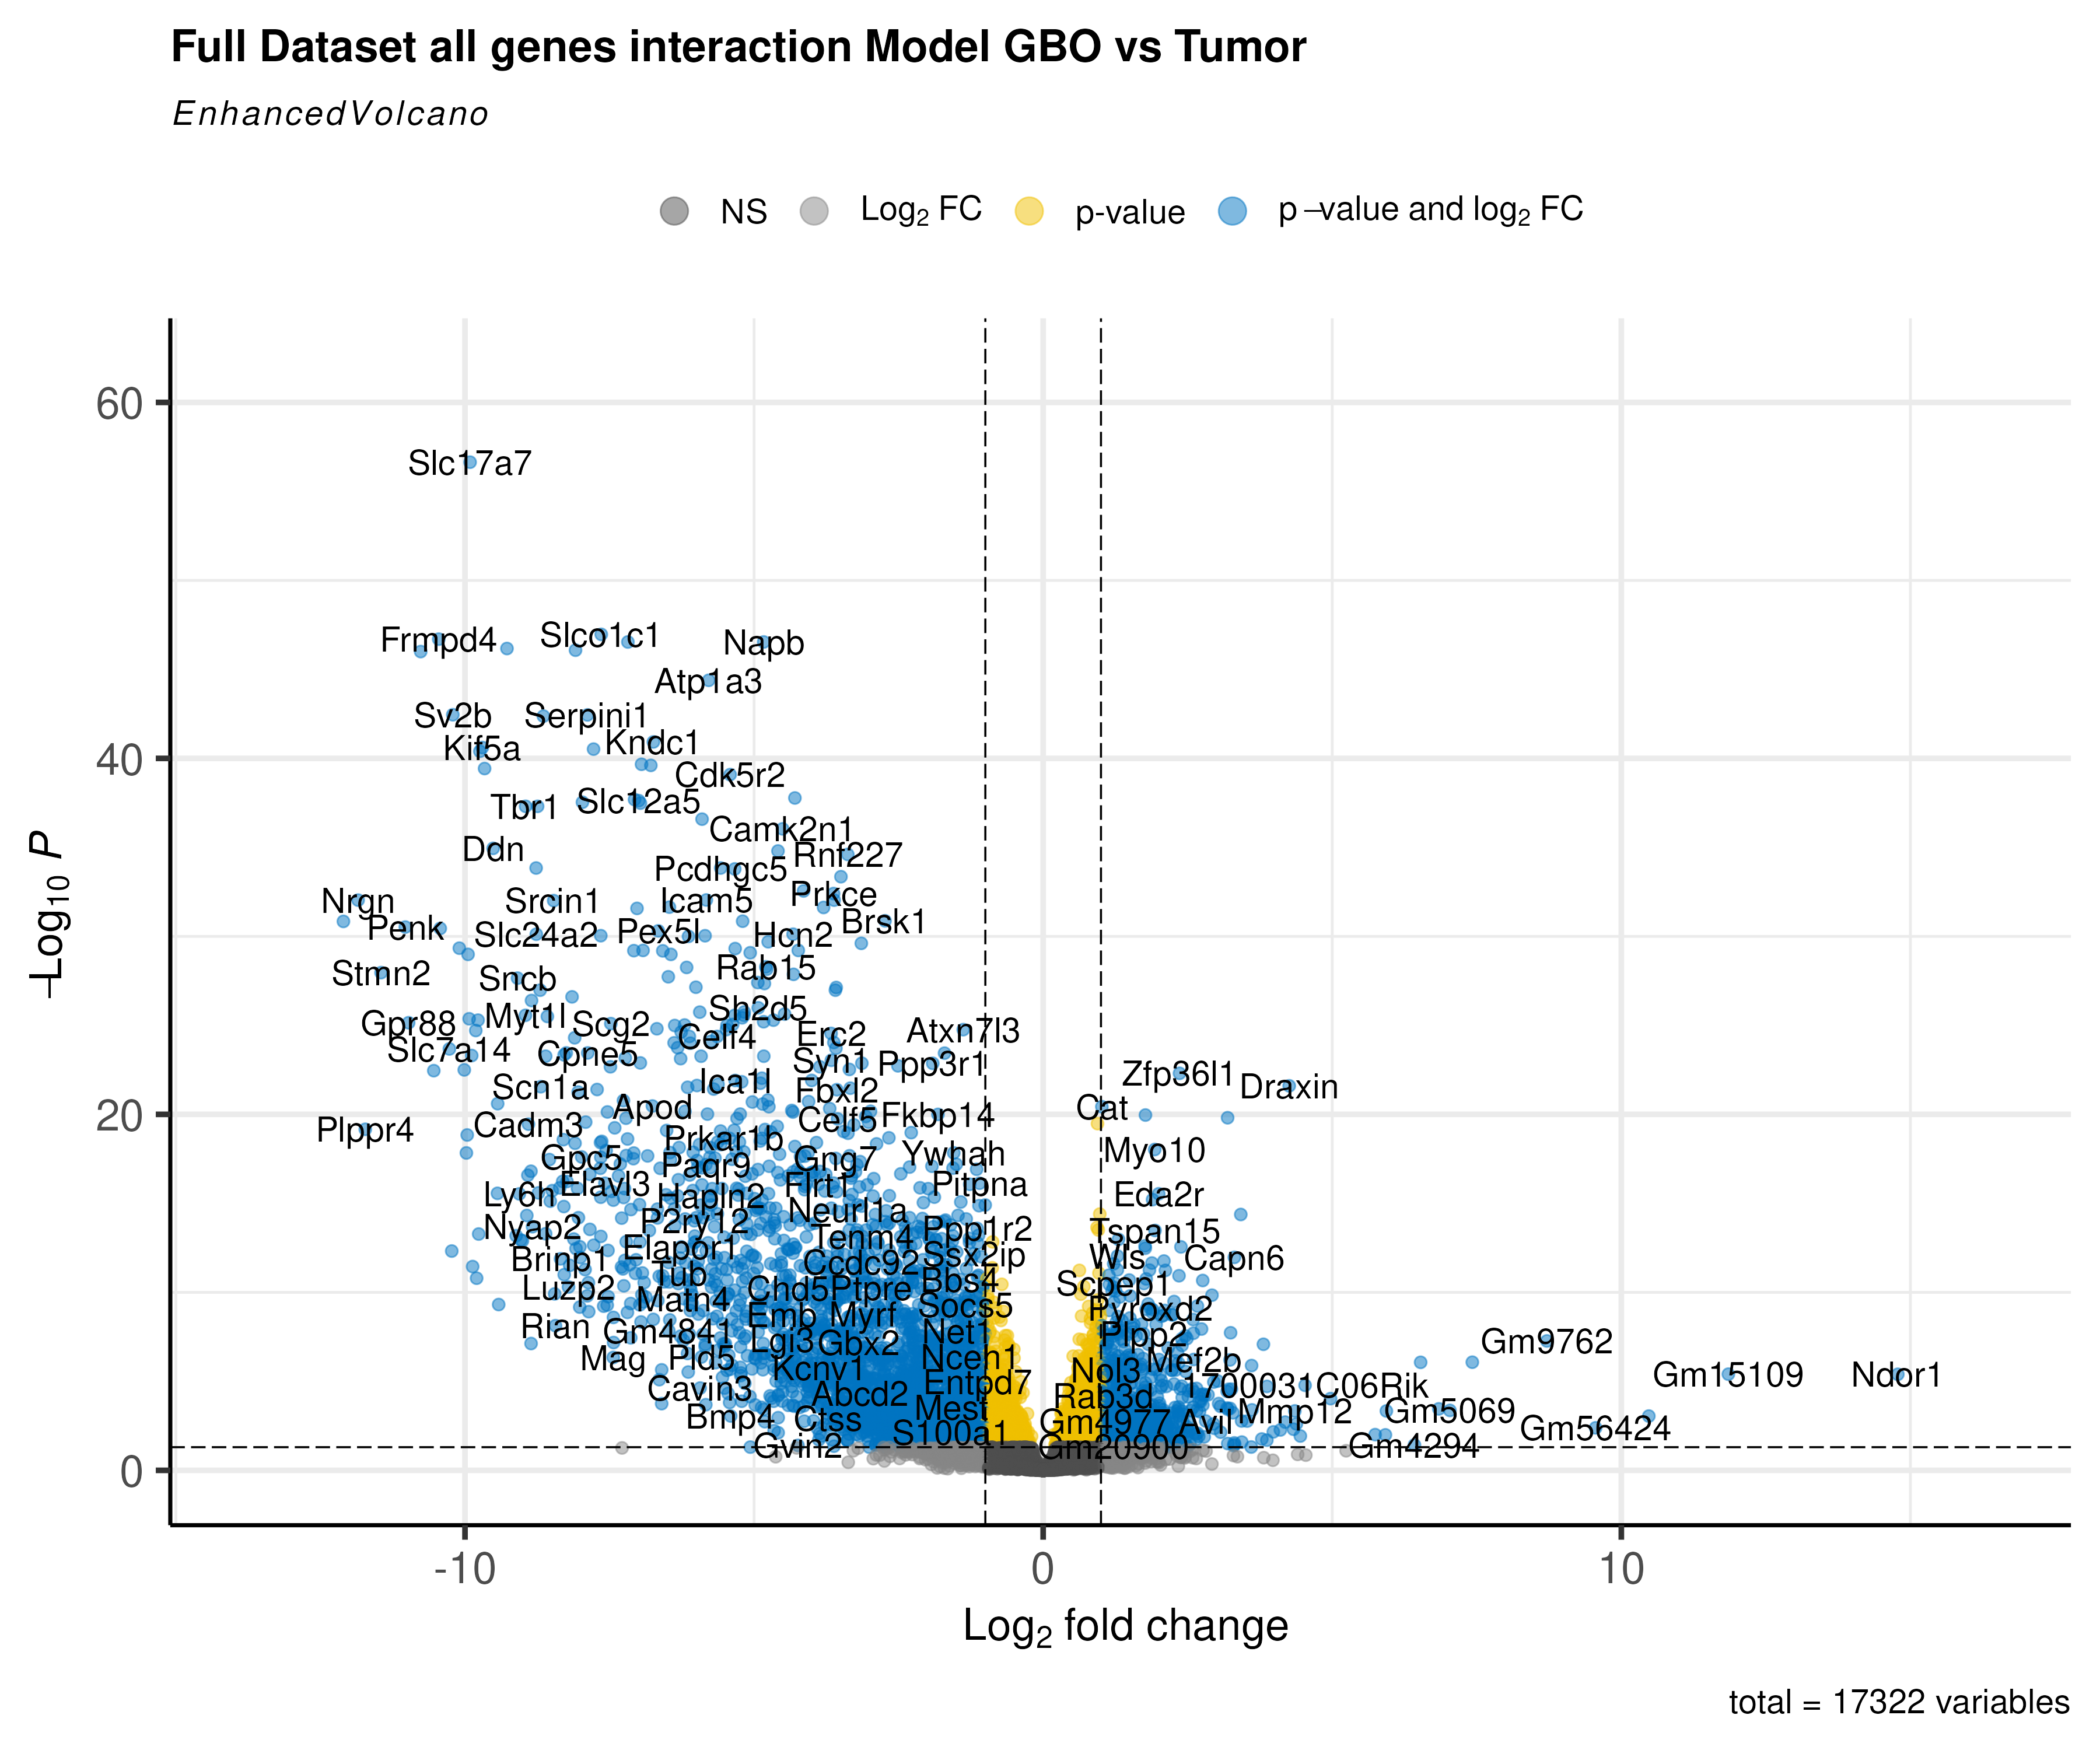 Full Dataset all genes interaction Model GBO vs Tumor
EnhancedVolcano
NS Log2 FC p-value p−value and log2 FC
60
Slc17a7
Frmpd4 Slco1c1 Napb
Atp1a3
Sv2b Serpini1
Kif5a Kndc1
40
Cdk5r2
Tbr1 Slc12a5
Camk2n1
Ddn Rnf227
Pcdhgc5
Nrgn Srcin1 Icam5 Prkce
Penk Slc24a2 Pex5l Hcn2 Brsk1
Rab15
Stmn2 Sncb
Sh2d5
Gpr88 Myt1l Scg2 Celf4 Erc2 Atxn7l3
Slc7a14 Cpne5 Syn1 Ppp3r1
Zfp36l1 Draxin
Scn1a Ica1l Fbxl2
20
Apod Celf5 Fkbp14 Cat
Plppr4 Cadm3 Prkar1b
Gpc5 Paqr9 Gng7 Ywhah Myo10
Ly6h Elavl3 Hapln2 Flrt1 Pitpna Eda2r
Nyap2 P2ry12 Neurl1a Ppp1r2 Tspan15
Brinp1 Elapor1 Tenm4 Ssx2ip Wls Capn6
Tub Ccdc92
Luzp2 Matn4 Chd5 Ptpre Bbs4 Scpep1
Emb Myrf Socs5 Pyroxd2
Rian Gm4841 Lgi3 Gbx2 Net1 Plpp2 Gm9762
Mag Pld5 Kcnv1 Nceh1 Nol3 Mef2b Gm15109 Ndor1
Cavin3 Abcd2 Entpd7 Rab3d 1700031C06Rik
Bmp4 Ctss Mest Gm4977 Avil Mmp12 Gm5069 Gm56424
Gvin2 S100a1 Gm20900 Gm4294
0
-10 0 10
−Log10 P
Log2 fold change
total = 17322 variables